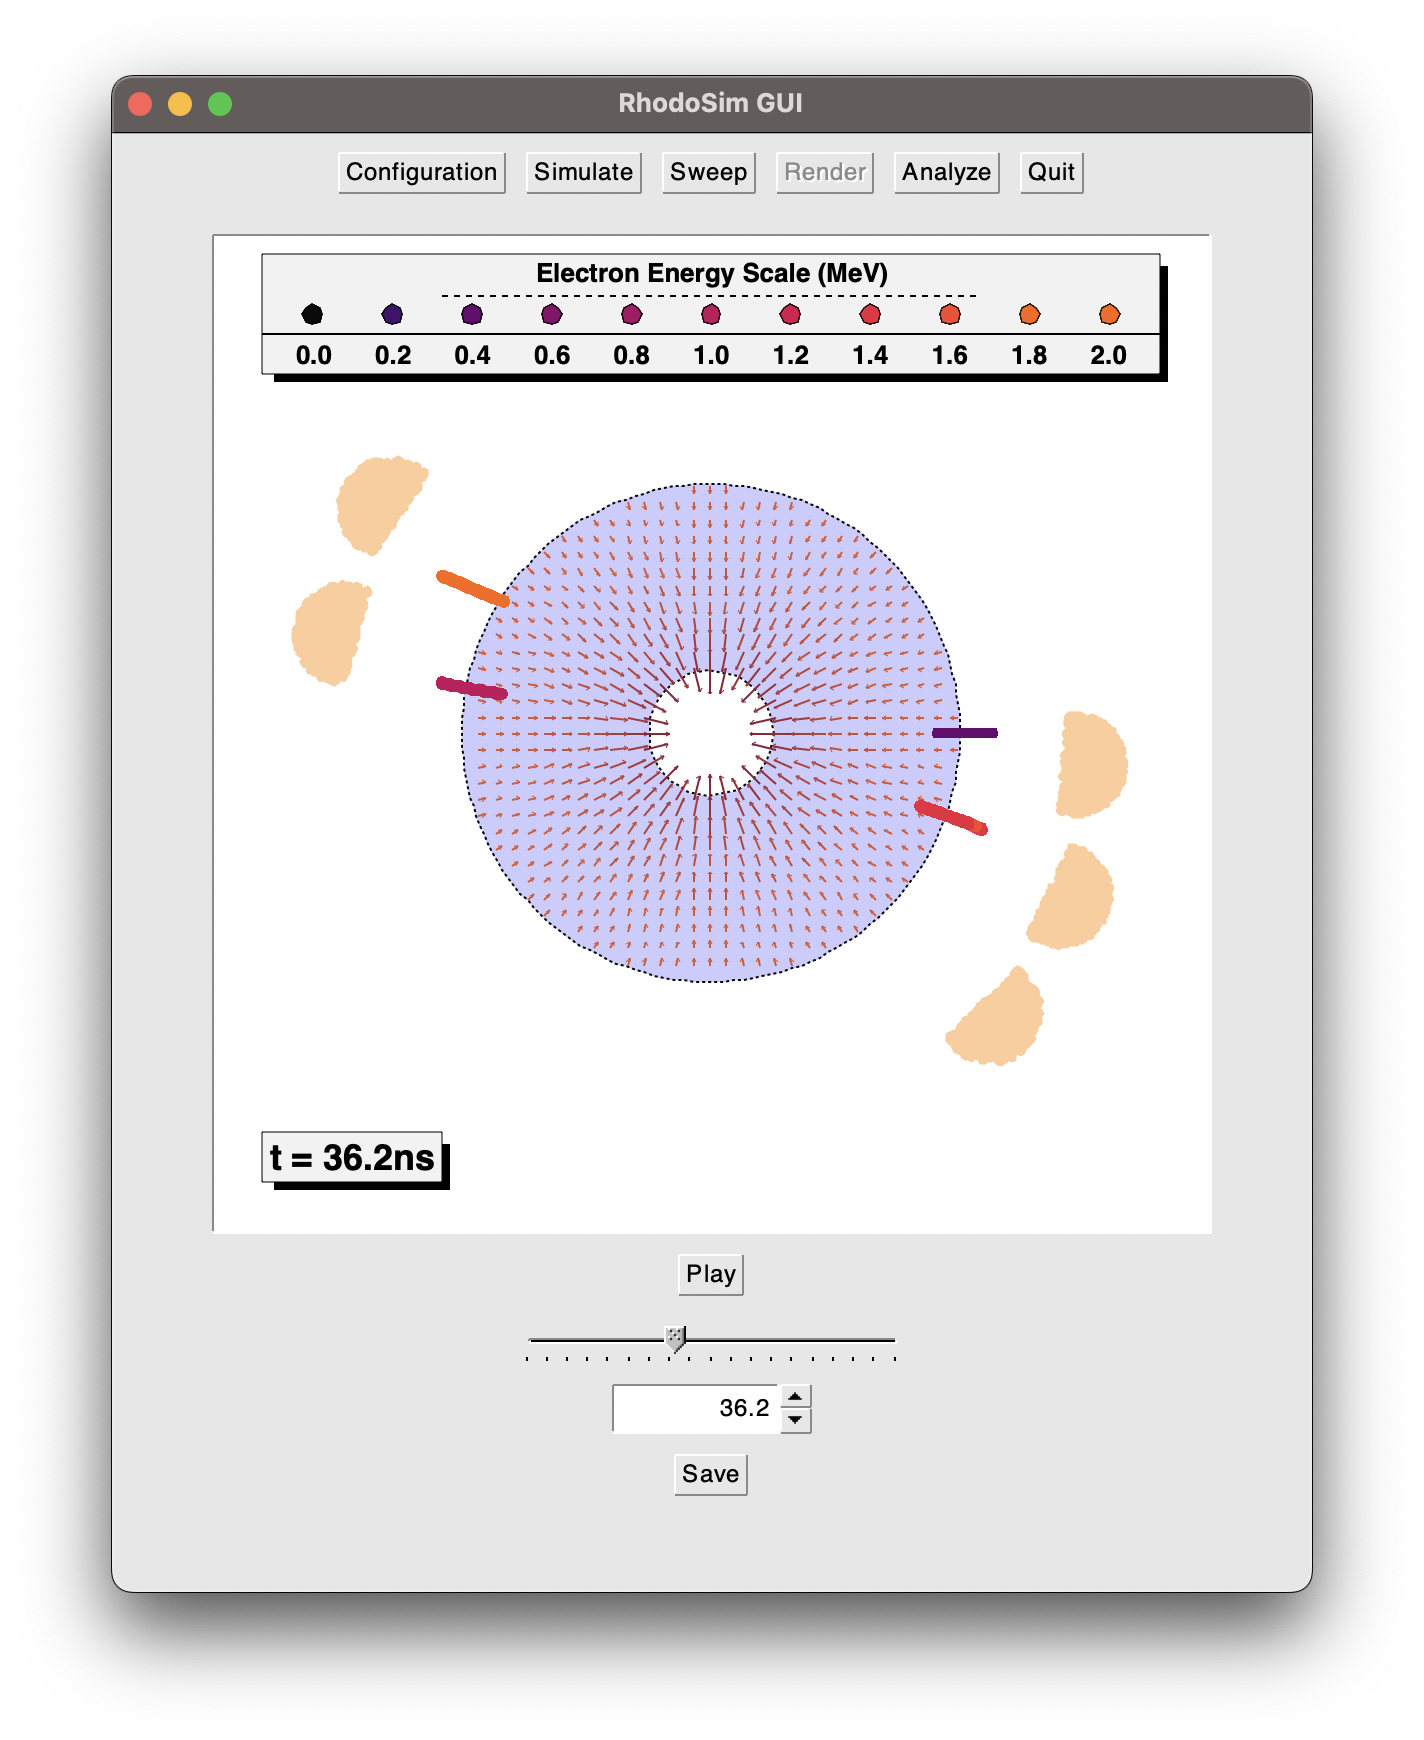 RhodoSim GUI
Configuration Simulate Sweep Render Analyze Quit
Electron Energy Scale (MeV)
0.0 0.2 0.4 0.6 0.8 1.0 1.2 1.4 1.6 1.8 2.0
t = 36.2ns
Play
36.2
Save